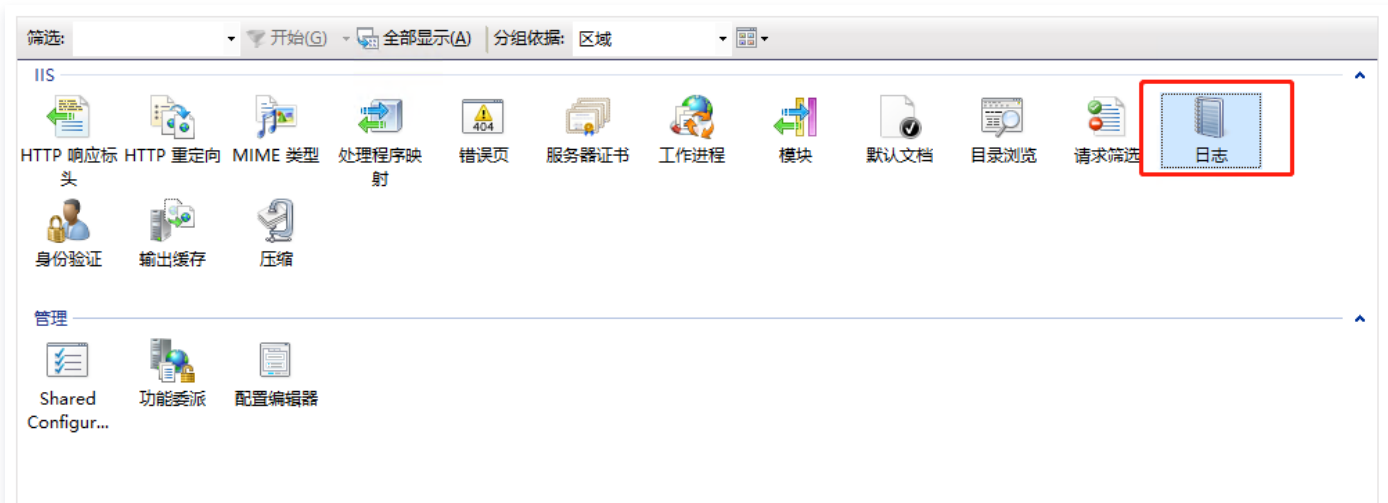 筛选: 开始(G) 全部显示(A) 分组依据: 区域
IIS
404
HTTP 响应标头 HTTP 重定向 MIME 类型 处理程序映射 错误页 服务器证书 工作进程 模块 默认文档 目录浏览 请求筛选 日志
身份验证 输出缓存 压缩
管理
Shared Configur... 功能委派 配置编辑器